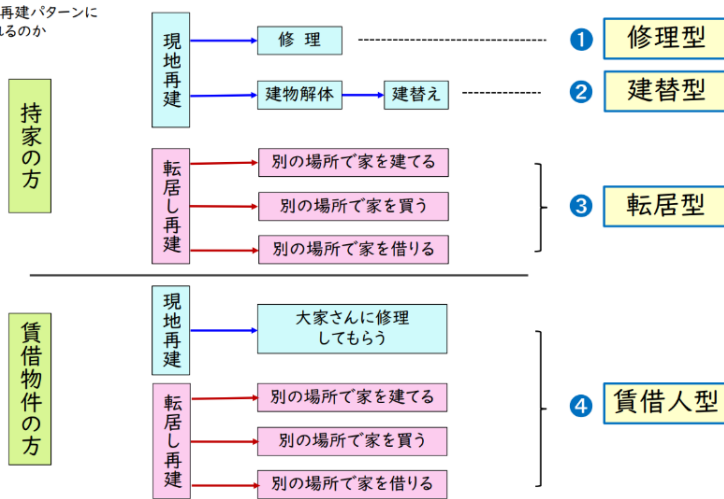 再建パターンに
るのか
持家の方
現地再建
修理
❶ 修理型
建物解体
建替え
❷ 建替型
転居し再建
別の場所で家を建てる
別の場所で家を買う
別の場所で家を借りる
❸ 転居型
賃借物件の方
現地再建
大家さんに修理
してもらう
転居し再建
別の場所で家を建てる
別の場所で家を買う
別の場所で家を借りる
❹ 賃借人型